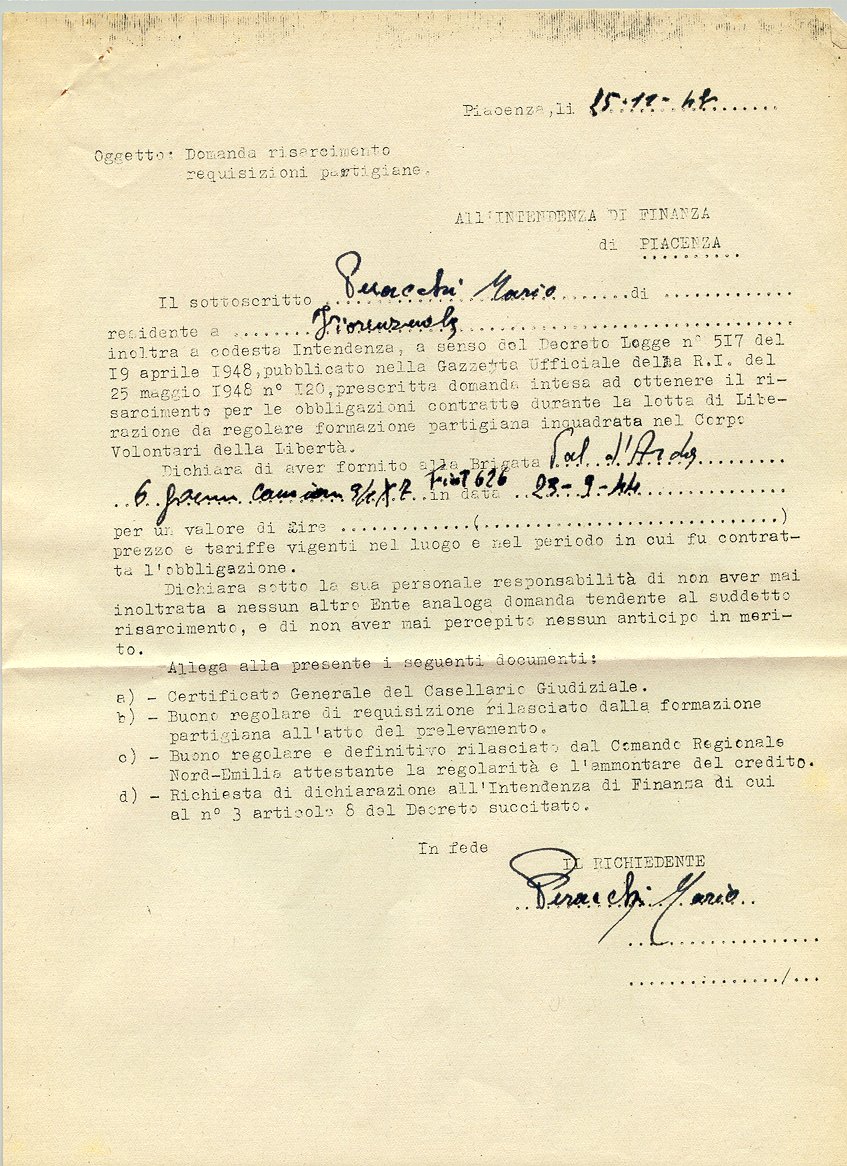 Piacenza,li 15-12-48........
Oggetto: Domanda risarcimento
requisizioni partigiane.
All'INTENDENZA DI FINANZA
di PIACENZA
Il sottoscritto Peracchi Mario .......di .............
residente a .......Fiorenzuola...............................
inoltra a codesta Intendenza, a senso del Decreto Legge n° 5I7 del
I9 aprile I948,pubblicato nella Gazzetta Ufficiale della R.I. del
25 maggio I948 n° I20,prescritta domanda intesa ad ottenere il ri-
sarcimento per le obbligazioni contratte durante la lotta di Libe-
razione da regolare formazione partigiana inquadrata nel Corpo
Volontari della Libertà.
Dichiara di aver fornito alla Brigata Val d'Arda
6 gomme Fiat 626 in data 23-9-44
per un valore di £ire ............(..............................)
prezzo e tariffe vigenti nel luogo e nel periodo in cui fu contrat-
ta l'obbligazione.
Dichiara sotto la sua personale responsabilità di non aver mai
inoltrata a nessun altro Ente analoga domanda tendente al suddetto
risarcimento, e di non aver mai percepito nessun anticipo in meri-
to.
Allega alla presente i seguenti documenti:
a) - Certificato Generale del Casellario Giudiziale.
b) - Buono regolare di requisizione rilasciato dalla formazione
partigiana all'atto del prelevamento.
c) - Buono regolare e definitivo rilasciato dal Comando Regionale
Nord-Emilia attestante la regolarità e l'ammontare del credito.
d) - Richiesta di dichiarazione all'Intendenza di Finanza di cui
al n° 3 articolo 8 del Decreto succitato.
In fede
IL RICHIEDENTE
Peracchi Mario